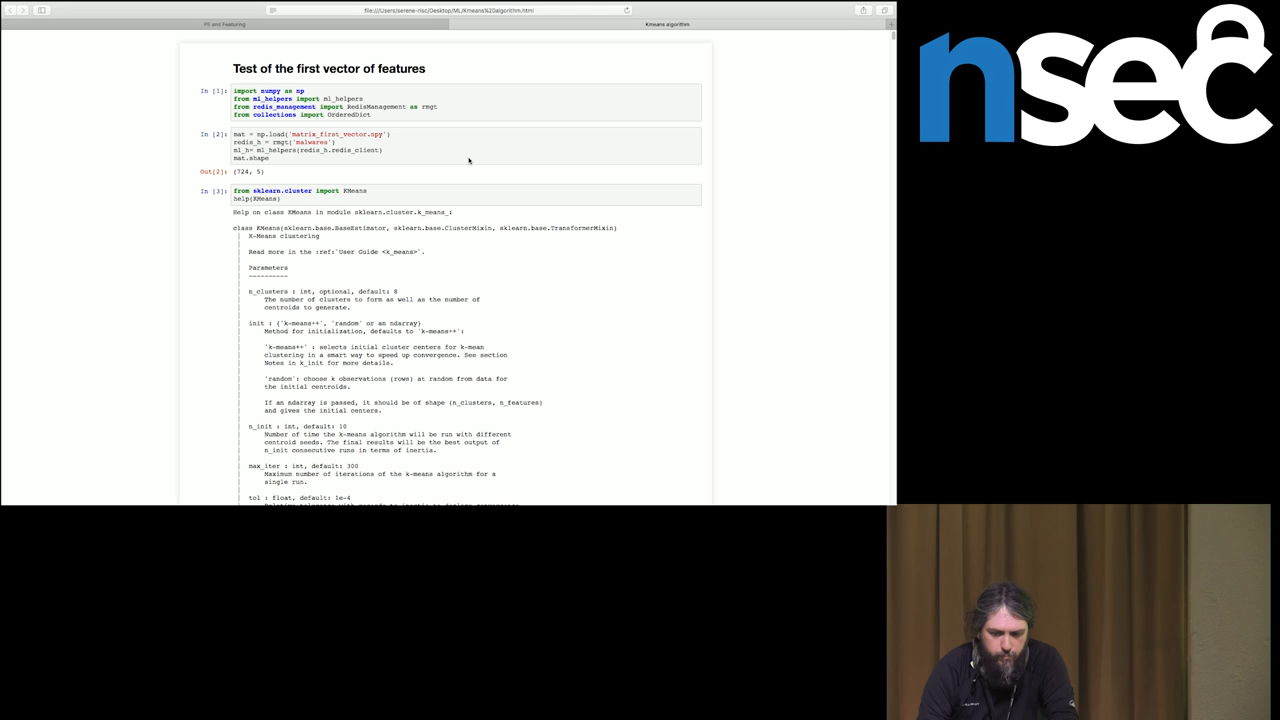 file:///Users/serene-risc/Desktop/ML/Kmeans%20algorithm.html
PE and Featuring
Kmeans algorithm
Test of the first vector of features
In [1]:
import numpy as np
from ml_helpers import ml_helpers
from redis_management import RedisManagement as rmgt
from collections import OrderedDict
In [2]:
mat = np.load('matrix_first_vector.npy')
redis_h = rmgt('malwares')
ml_h= ml_helpers(redis_h.redis_client)
mat.shape
Out[2]: (724, 5)
In [3]:
from sklearn.cluster import KMeans
help(KMeans)
Help on class KMeans in module sklearn.cluster.k_means_:
class KMeans(sklearn.base.BaseEstimator, sklearn.base.ClusterMixin, sklearn.base.TransformerMixin)
| K-Means clustering
|
| Read more in the :ref:`User Guide <k_means>`.
|
| Parameters
| ----------
|
| n_clusters : int, optional, default: 8
| The number of clusters to form as well as the number of
| centroids to generate.
|
| init : {'k-means++', 'random' or an ndarray}
| Method for initialization, defaults to 'k-means++':
|
| 'k-means++' : selects initial cluster centers for k-mean
| clustering in a smart way to speed up convergence. See section
| Notes in k_init for more details.
|
| 'random': choose k observations (rows) at random from data for
| the initial centroids.
|
| If an ndarray is passed, it should be of shape (n_clusters, n_features)
| and gives the initial centers.
|
| n_init : int, default: 10
| Number of time the k-means algorithm will be run with different
| centroid seeds. The final results will be the best output of
| n_init consecutive runs in terms of inertia.
|
| max_iter : int, default: 300
| Maximum number of iterations of the k-means algorithm for a
| single run.
|
| tol : float, default: 1e-4
nsec